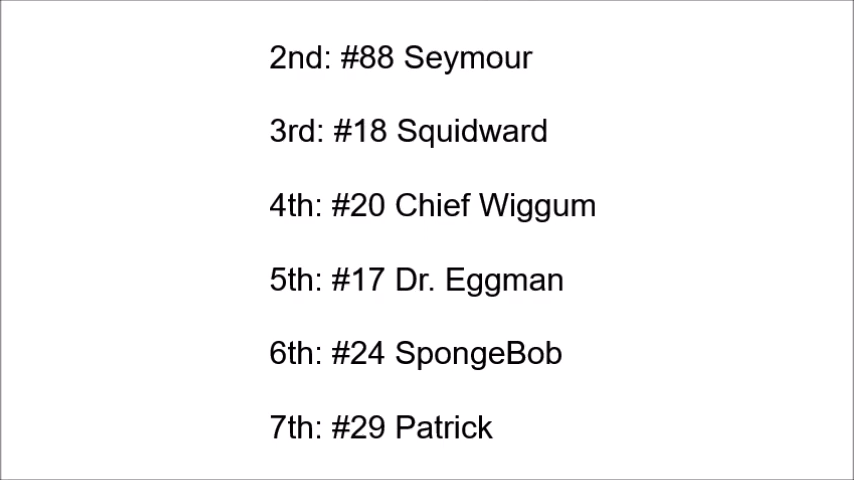 2nd: #88 Seymour
3rd: #18 Squidward
4th: #20 Chief Wiggum
5th: #17 Dr. Eggman
6th: #24 SpongeBob
7th: #29 Patrick